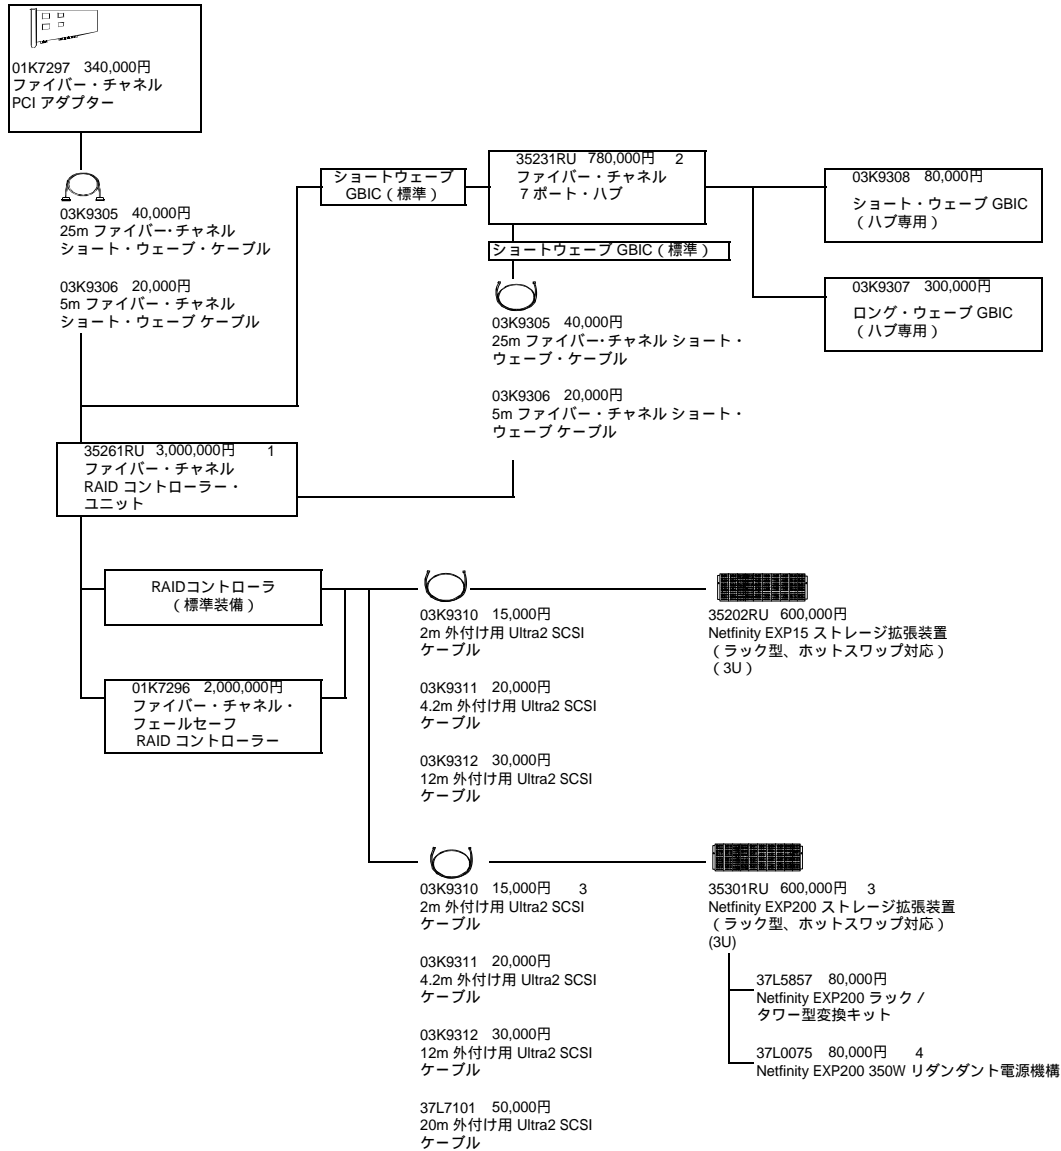 01K7297 340,000円
ファイバー・チャネル
PCI アダプター
03K9305 40,000円
25m ファイバー・チャネル
ショート・ウェーブ・ケーブル
03K9306 20,000円
5m ファイバー・チャネル
ショート・ウェーブ ケーブル
ショートウェーブ
GBIC（標準）
35231RU 780,000円 2
ファイバー・チャネル
７ポート・ハブ
ショートウェーブ GBIC（標準）
03K9305 40,000円
25m ファイバー・チャネル ショート・
ウェーブ・ケーブル
03K9306 20,000円
5m ファイバー・チャネル ショート・
ウェーブ ケーブル
03K9308 80,000円
ショート・ウェーブ GBIC
（ハブ専用）
03K9307 300,000円
ロング・ウェーブ GBIC
（ハブ専用）
35261RU 3,000,000円 1
ファイバー・チャネル
RAID コントローラー・
ユニット
RAIDコントローラ
（標準装備）
01K7296 2,000,000円
ファイバー・チャネル・
フェールセーフ
RAID コントローラー
03K9310 15,000円
2m 外付け用 Ultra2 SCSI
ケーブル
03K9311 20,000円
4.2m 外付け用 Ultra2 SCSI
ケーブル
03K9312 30,000円
12m 外付け用 Ultra2 SCSI
ケーブル
35202RU 600,000円
Netfinity EXP15 ストレージ拡張装置
（ラック型、ホットスワップ対応）
（3U）
03K9310 15,000円 3
2m 外付け用 Ultra2 SCSI
ケーブル
03K9311 20,000円
4.2m 外付け用 Ultra2 SCSI
ケーブル
03K9312 30,000円
12m 外付け用 Ultra2 SCSI
ケーブル
37L7101 50,000円
20m 外付け用 Ultra2 SCSI
ケーブル
35301RU 600,000円 3
Netfinity EXP200 ストレージ拡張装置
（ラック型、ホットスワップ対応）
(3U)
37L5857 80,000円
Netfinity EXP200 ラック /
タワー型変換キット
37L0075 80,000円 4
Netfinity EXP200 350W リダンダント電源機構